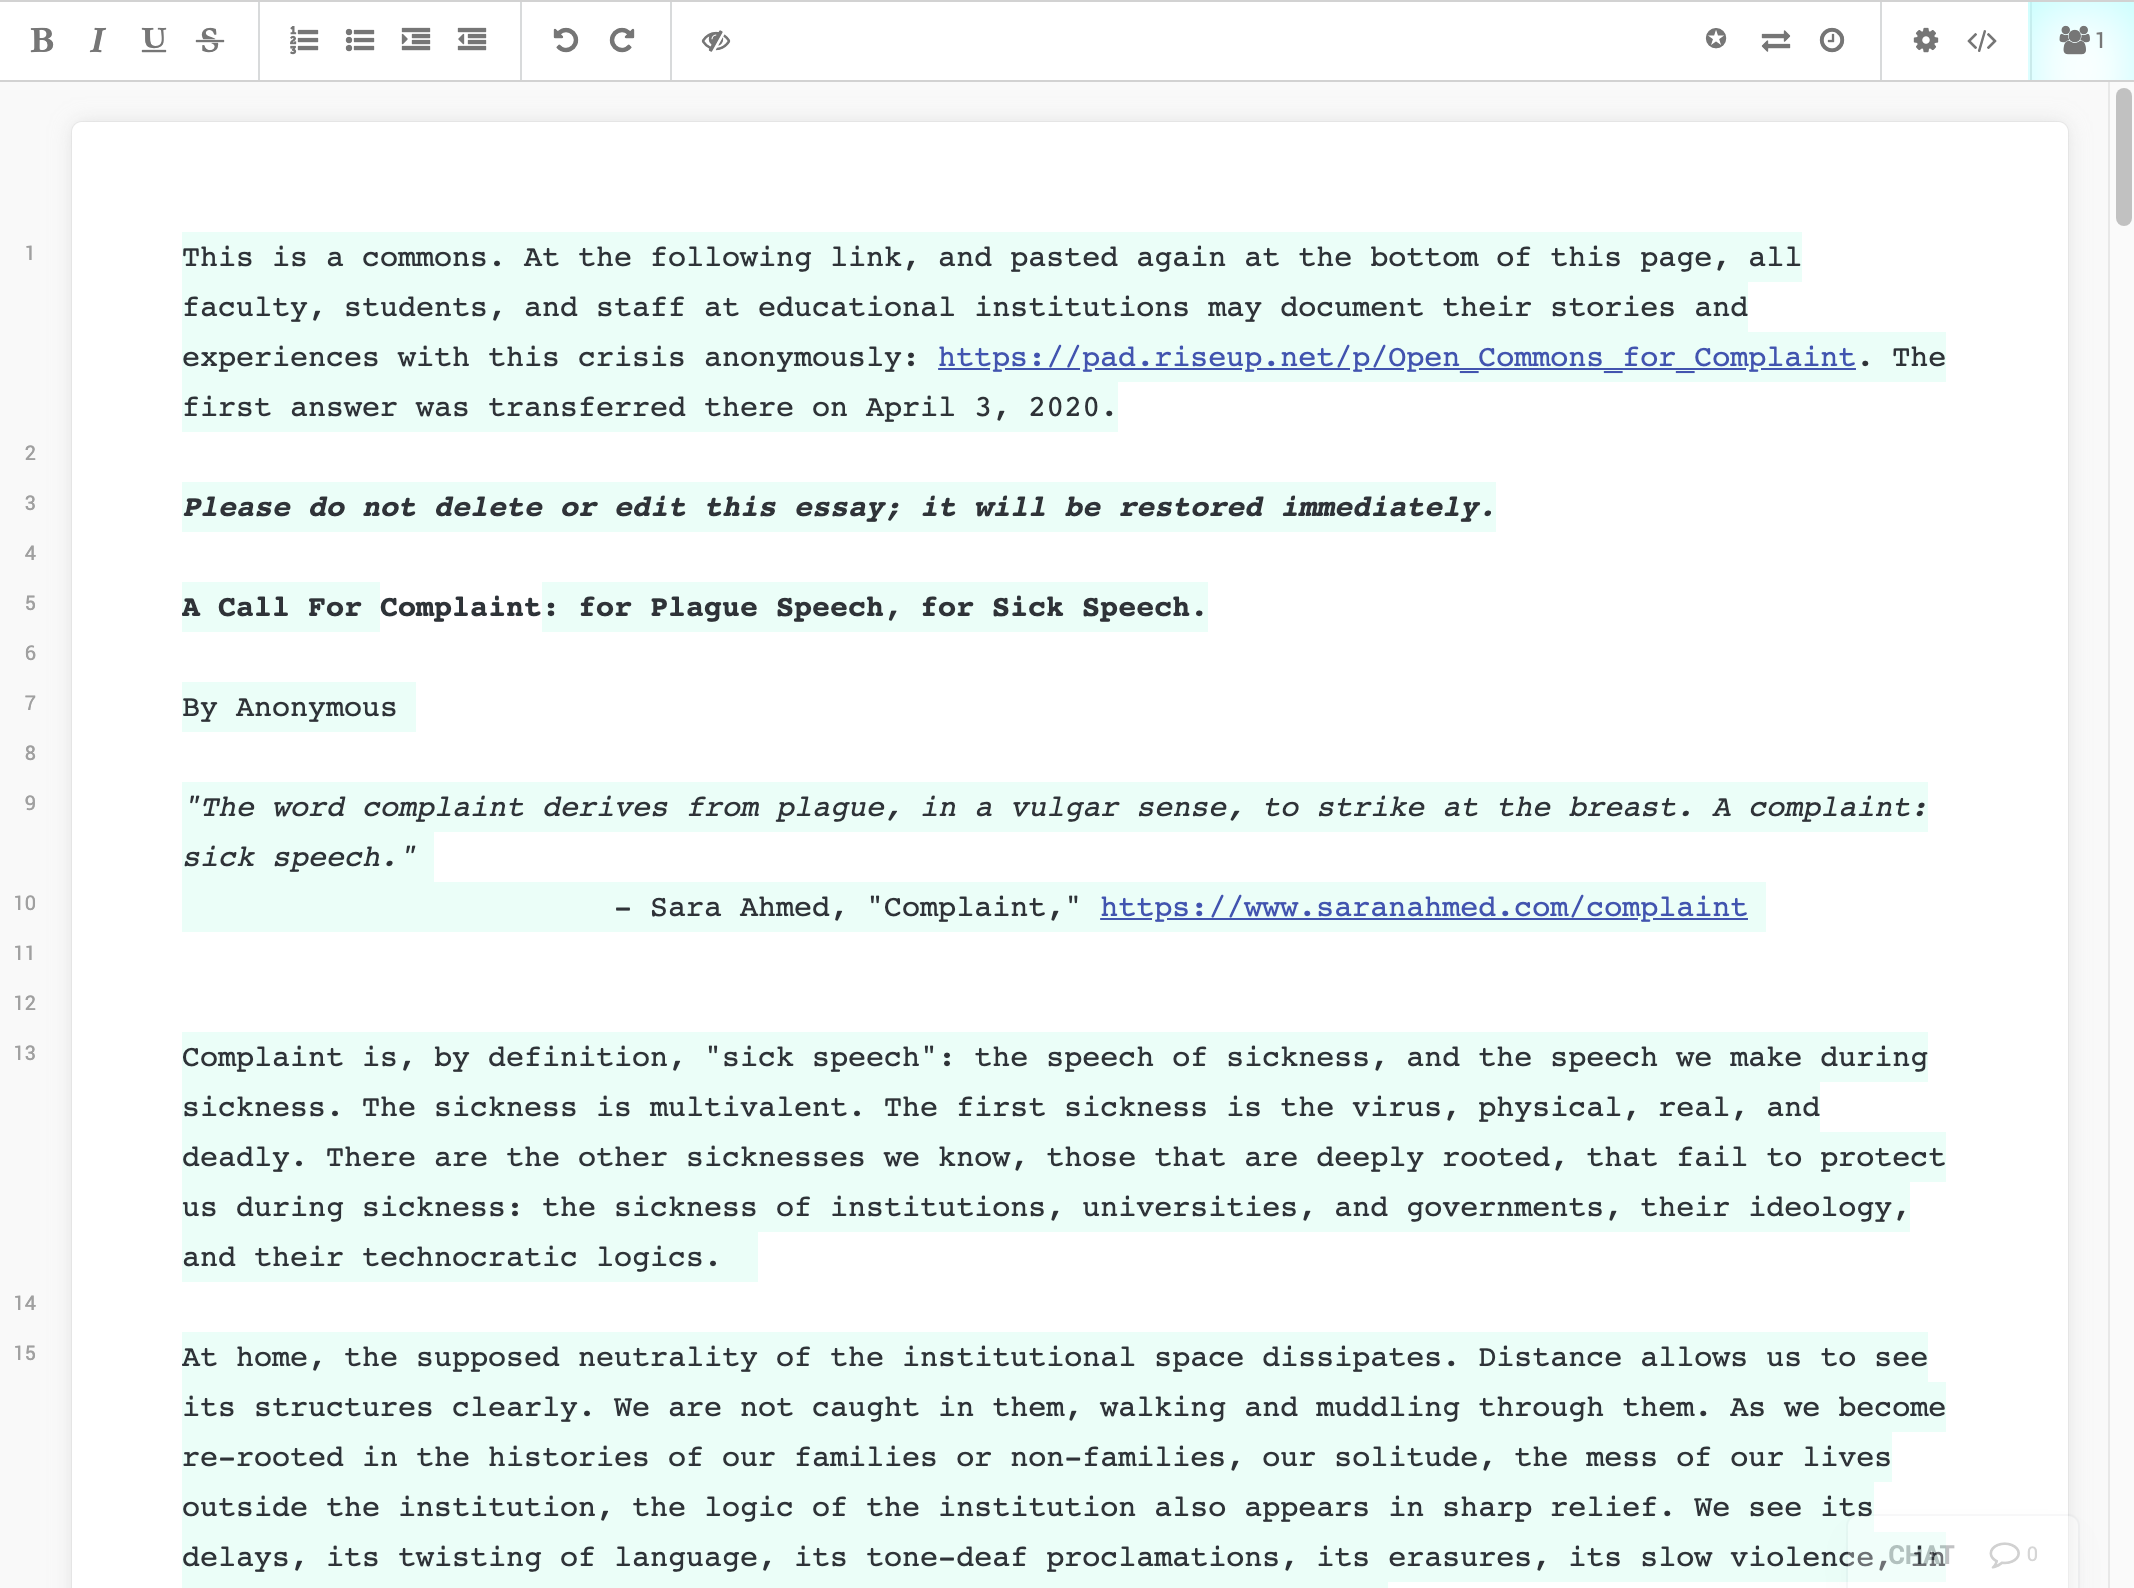 B I U S 1
1 This is a commons. At the following link, and pasted again at the bottom of this page, all
faculty, students, and staff at educational institutions may document their stories and
experiences with this crisis anonymously: https://pad.riseup.net/p/Open_Commons_for_Complaint. The
first answer was transferred there on April 3, 2020.
2
3 Please do not delete or edit this essay; it will be restored immediately.
4
5 A Call For Complaint: for Plague Speech, for Sick Speech.
6
7 By Anonymous
8
9 "The word complaint derives from plague, in a vulgar sense, to strike at the breast. A complaint:
sick speech."
10 – Sara Ahmed, "Complaint," https://www.saranahmed.com/complaint
11
12
13 Complaint is, by definition, "sick speech": the speech of sickness, and the speech we make during
sickness. The sickness is multivalent. The first sickness is the virus, physical, real, and
deadly. There are the other sicknesses we know, those that are deeply rooted, that fail to protect
us during sickness: the sickness of institutions, universities, and governments, their ideology,
and their technocratic logics.
14
15 At home, the supposed neutrality of the institutional space dissipates. Distance allows us to see
its structures clearly. We are not caught in them, walking and muddling through them. As we become
re-rooted in the histories of our families or non-families, our solitude, the mess of our lives
outside the institution, the logic of the institution also appears in sharp relief. We see its
delays, its twisting of language, its tone-deaf proclamations, its erasures, its slow violence, in
CHAT 0